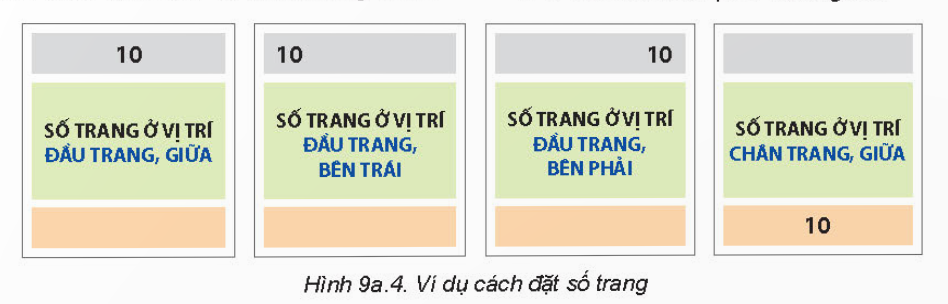 10
SỐ TRANG Ở VỊ TRÍ
ĐẦU TRANG, GIỮA
10
SỐ TRANG Ở VỊ TRÍ
ĐẦU TRANG,
BÊN TRÁI
10
SỐ TRANG Ở VỊ TRÍ
ĐẦU TRANG,
BÊN PHẢI
SỐ TRANG Ở VỊ TRÍ
CHÂN TRANG, GIỮA
10
Hình 9a.4. Ví dụ cách đặt số trang